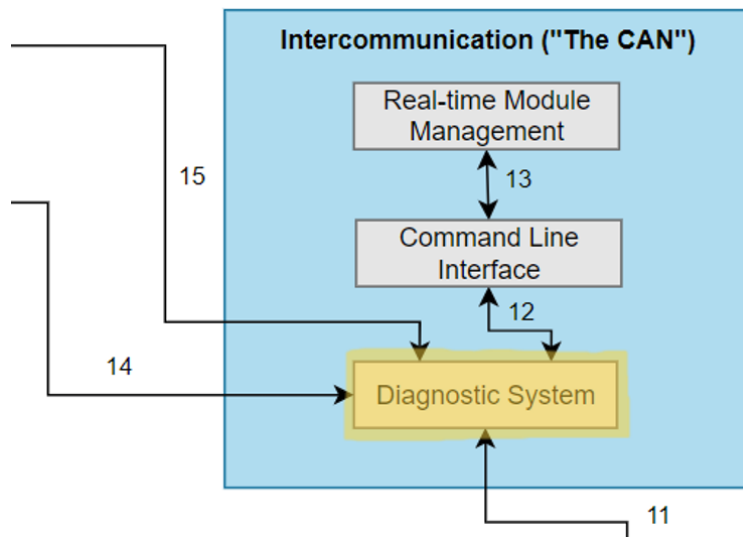 Intercommunication ("The CAN")
Real-time Module
Management
15
13
Command Line
Interface
12
14
Diagnostic System
11